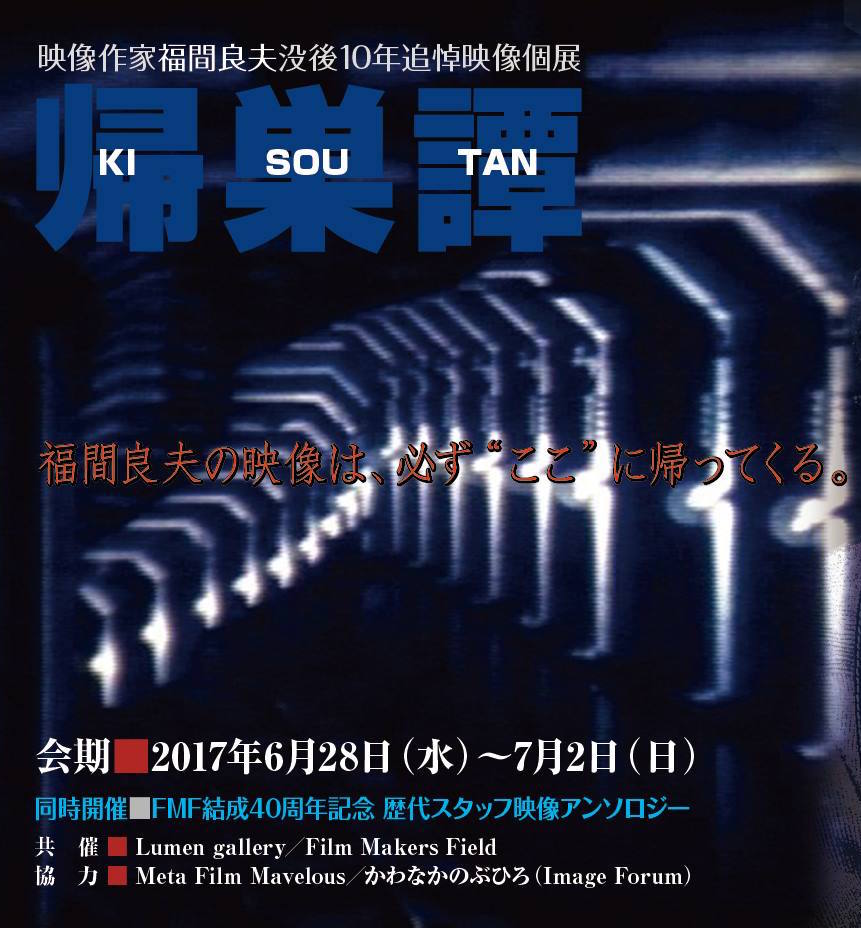 映像作家福間良夫没後10年追悼映像個展
帰巣譚
KI SOU TAN
福間良夫の映像は、必ず“ここ”に帰ってくる。
会期■2017年6月28日（水）～7月2日（日）
同時開催■FMF結成40周年記念 歴代スタッフ映像アンソロジー
共　催■Lumen gallery／Film Makers Field
協　力■Meta Film Mavelous／かわなかのぶひろ（Image Forum）